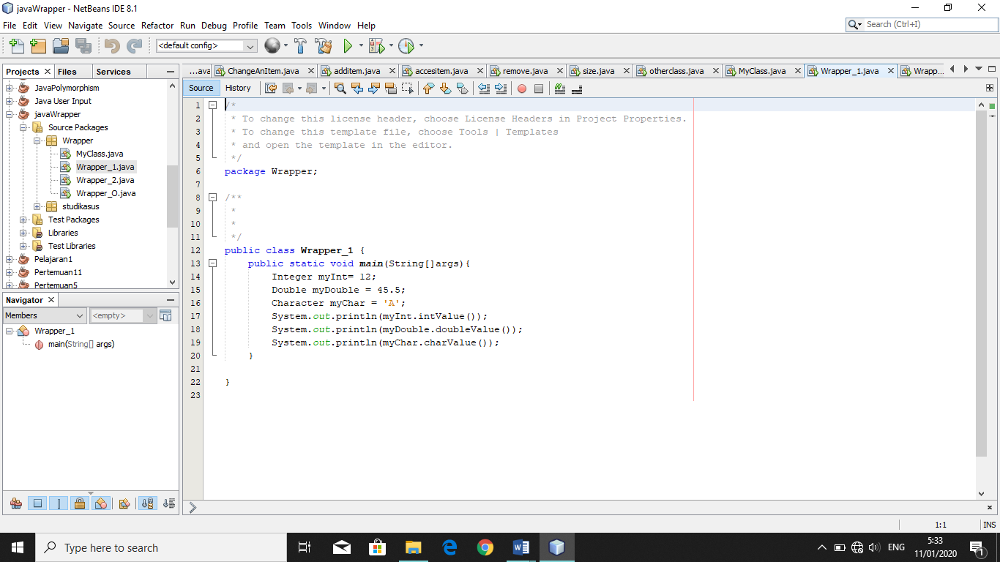 javaWrapper - NetBeans IDE 8.1
File Edit View Navigate Source Refactor Run Debug Profile Team Tools Window Help
Search (Ctrl+I)
<default config>
Projects Files Services
JavaPolymorphism
Java User Input
javaWrapper
Source Packages
Wrapper
MyClass.java
Wrapper_1.java
Wrapper_2.java
Wrapper_O.java
studikasus
Test Packages
Libraries
Test Libraries
Pelajaran1
Pertemuan11
Pertemuan5
Navigator
Members <empty>
Wrapper_1
main(String[] args)
...ava ChangeAnItem.java additem.java accesitem.java remove.java size.java otherclass.java MyClass.java Wrapper_1.java Wrapp...
Source History
1 /*
2 * To change this license header, choose License Headers in Project Properties.
3 * To change this template file, choose Tools | Templates
4 * and open the template in the editor.
5 */
6 package Wrapper;
7
8 /**
9 *
10 *
11 */
12 public class Wrapper_1 {
13 public static void main(String[]args){
14 Integer myInt= 12;
15 Double myDouble = 45.5;
16 Character myChar = 'A';
17 System.out.println(myInt.intValue());
18 System.out.println(myDouble.doubleValue());
19 System.out.println(myChar.charValue());
20 }
21
22 }
23
1:1 INS
Type here to search
ENG
5:33
11/01/2020
1